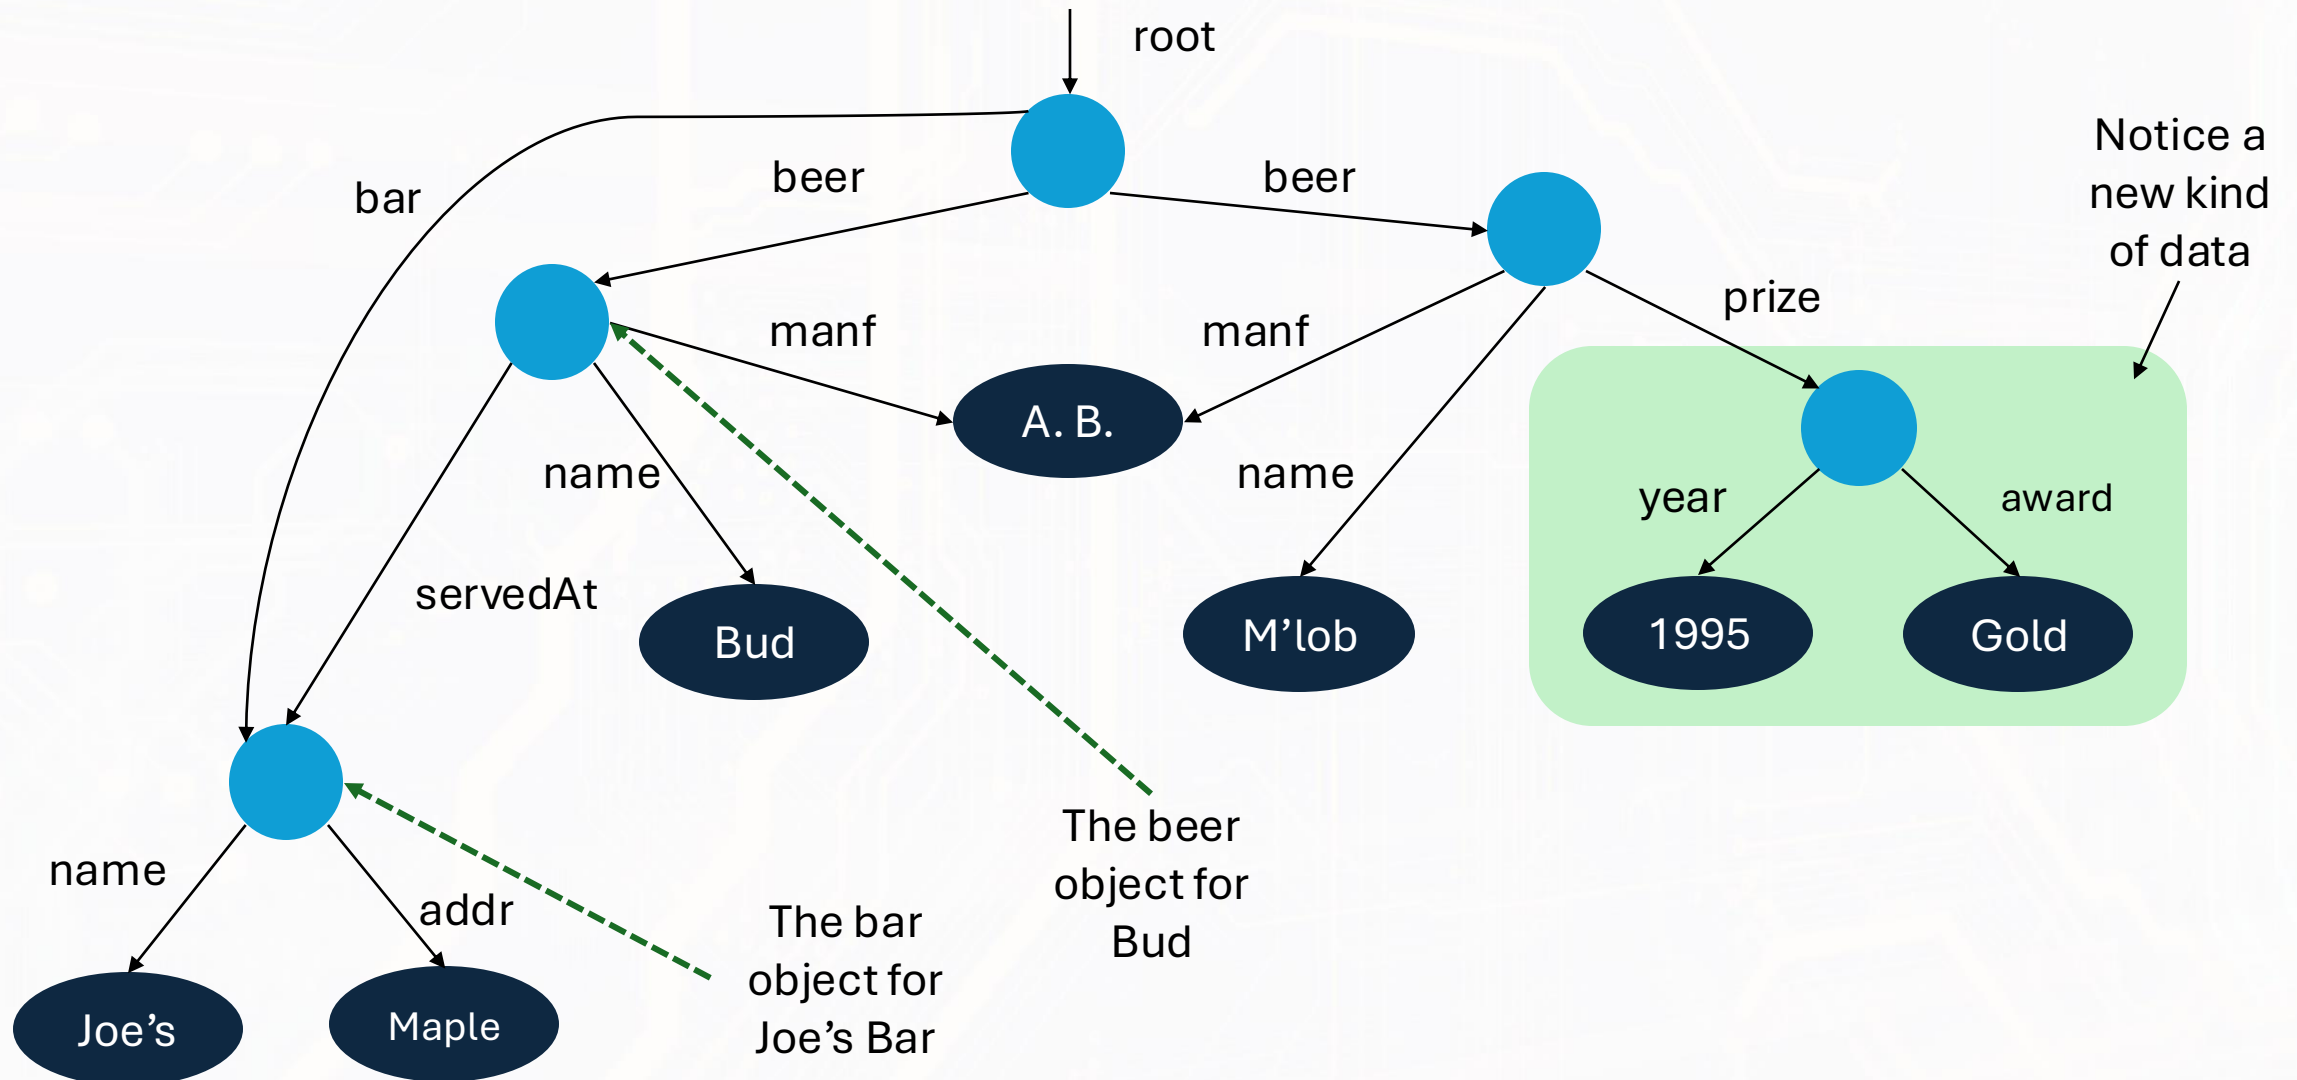 root
Notice a
new kind
of data
bar
beer
beer
prize
manf
manf
A. B.
name
name
year
award
servedAt
Bud
M’lob
1995
Gold
The beer
object for
Bud
name
addr
The bar
object for
Joe’s Bar
Joe’s
Maple